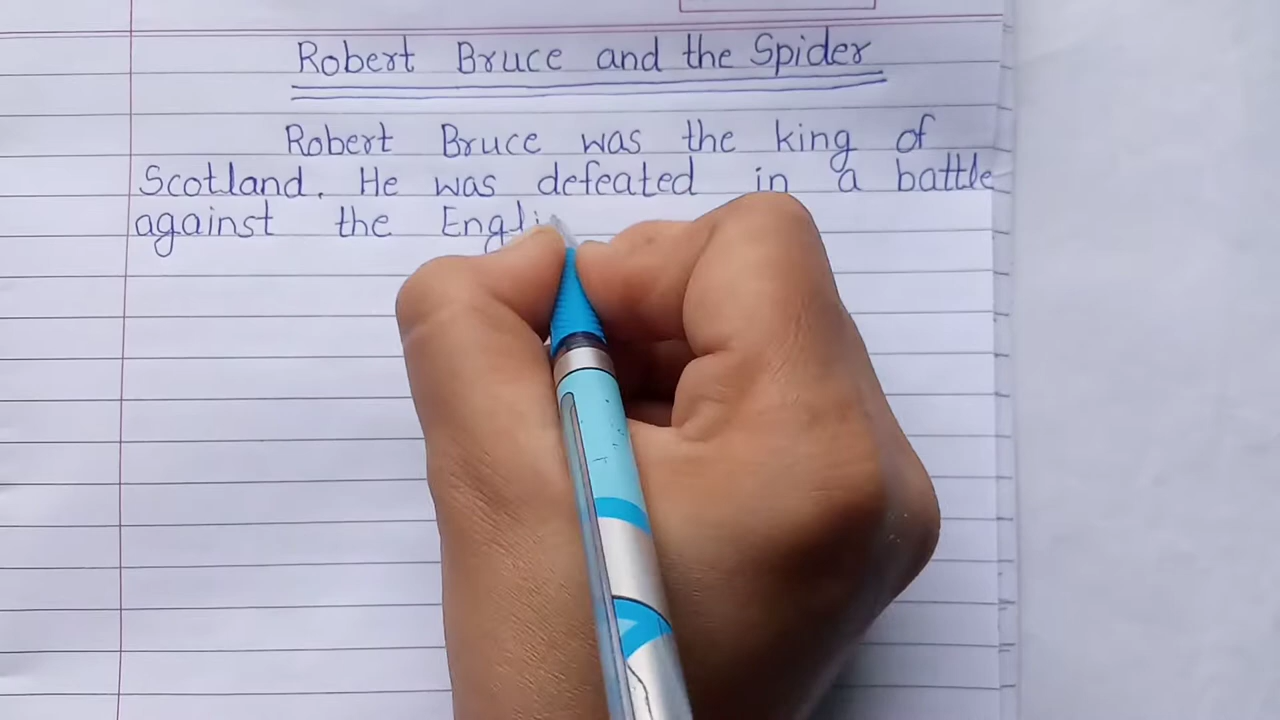 Robert Bruce and the Spider
Robert Bruce was the king of
Scotland. He was defeated in a battle
against the Engli